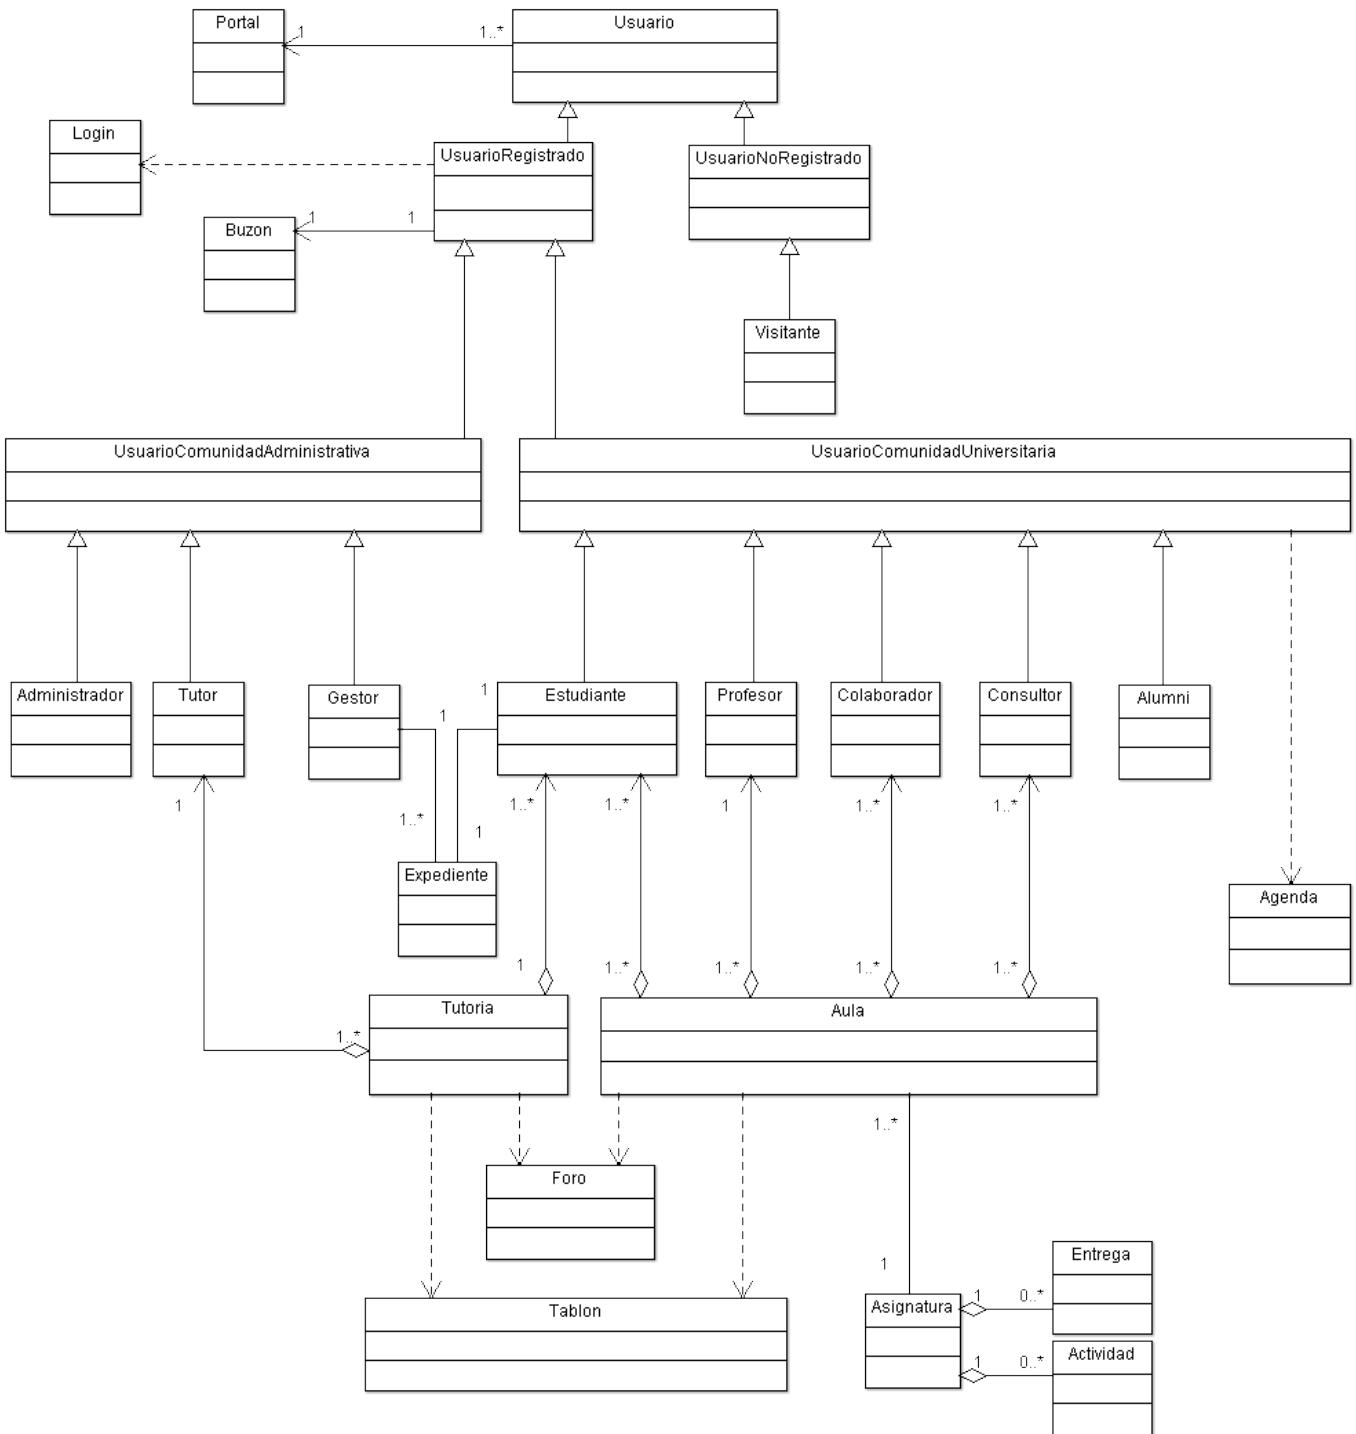 Portal
1
1..*
Usuario
Login
UsuarioRegistrado
UsuarioNoRegistrado
Buzon
1
1
Visitante
UsuarioComunidadAdministrativa
UsuarioComunidadUniversitaria
Administrador
Tutor
Gestor
1
1
Estudiante
Profesor
Colaborador
Consultor
Alumni
1
1..*
1
1..*
1..*
1
1..*
1..*
Expediente
Agenda
1
1..*
1..*
1..*
1..*
Tutoria
Aula
1..*
1..*
Foro
1
Entrega
Tablon
Asignatura
1
0..*
Actividad
1
0..*